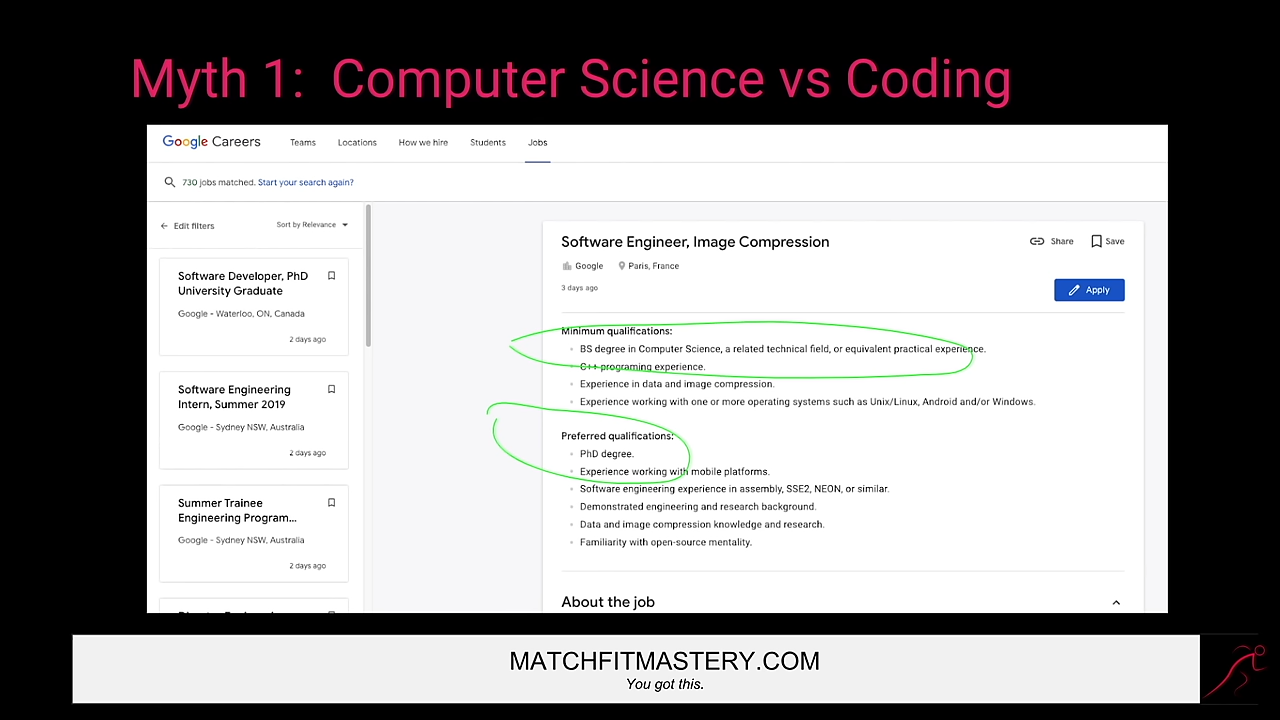 Myth 1: Computer Science vs Coding
Google Careers
Teams
Locations
How we hire
Students
Jobs
730 jobs matched. Start your search again?
Edit filters
Sort by Relevance
Software Developer, PhD
University Graduate
Google - Waterloo, ON, Canada
2 days ago
Software Engineering
Intern, Summer 2019
Google - Sydney NSW, Australia
2 days ago
Summer Trainee
Engineering Program...
Google - Sydney NSW, Australia
2 days ago
Software Engineer, Image Compression
Google
Paris, France
3 days ago
Share
Save
Apply
Minimum qualifications:
BS degree in Computer Science, a related technical field, or equivalent practical experience.
C++ programing experience.
Experience in data and image compression.
Experience working with one or more operating systems such as Unix/Linux, Android and/or Windows.
Preferred qualifications:
PhD degree.
Experience working with mobile platforms.
Software engineering experience in assembly, SSE2, NEON, or similar.
Demonstrated engineering and research background.
Data and image compression knowledge and research.
Familiarity with open-source mentality.
About the job
MATCHFITMASTERY.COM
You got this.